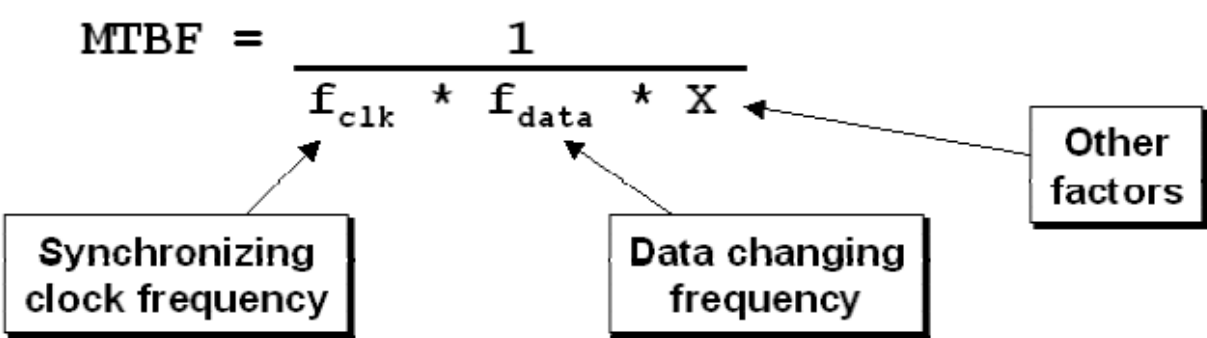 MTBF = 1
f_clk * f_data * X
Other
factors
Synchronizing
clock frequency
Data changing
frequency